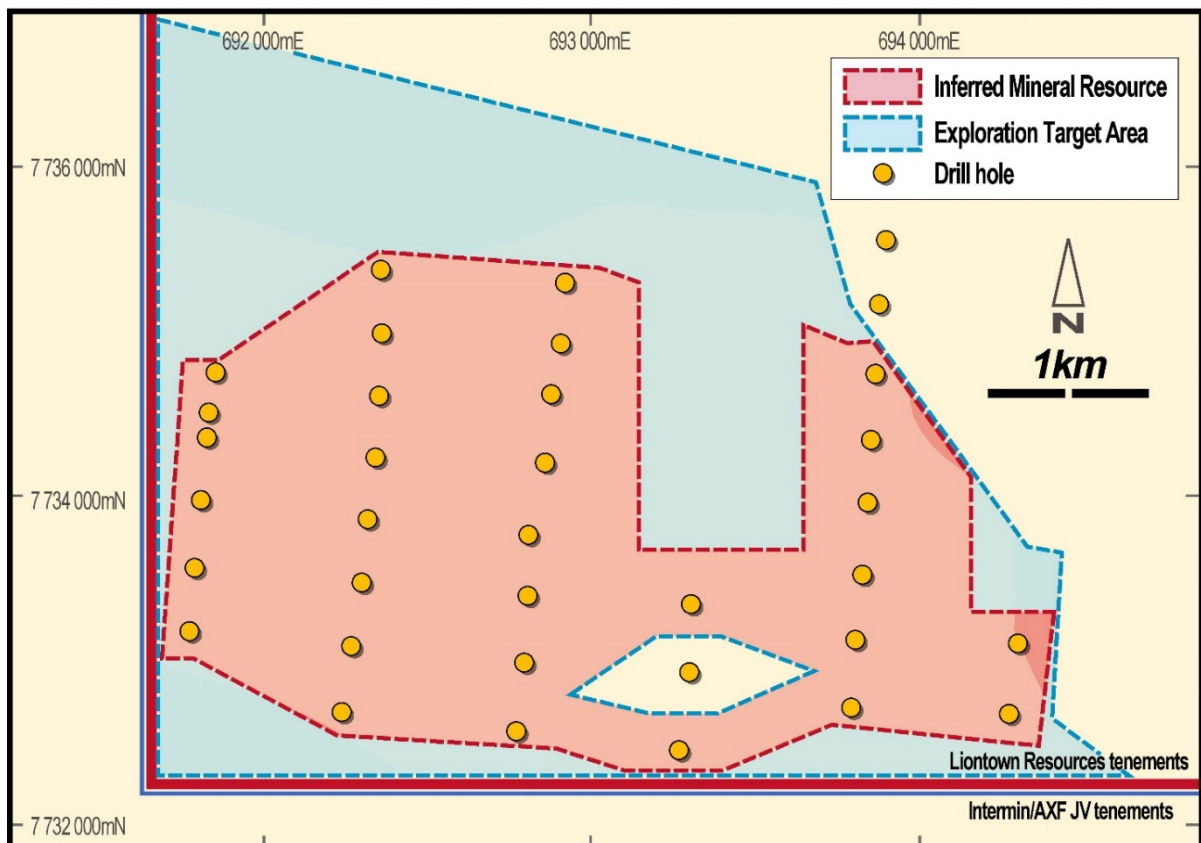 692 000mE
693 000mE
694 000mE
Inferred Mineral Resource
Exploration Target Area
Drill hole
7 736 000mN
N
1km
7 734 000mN
Liontown Resources tenements
Intermin/AXF JV tenements
7 732 000mN